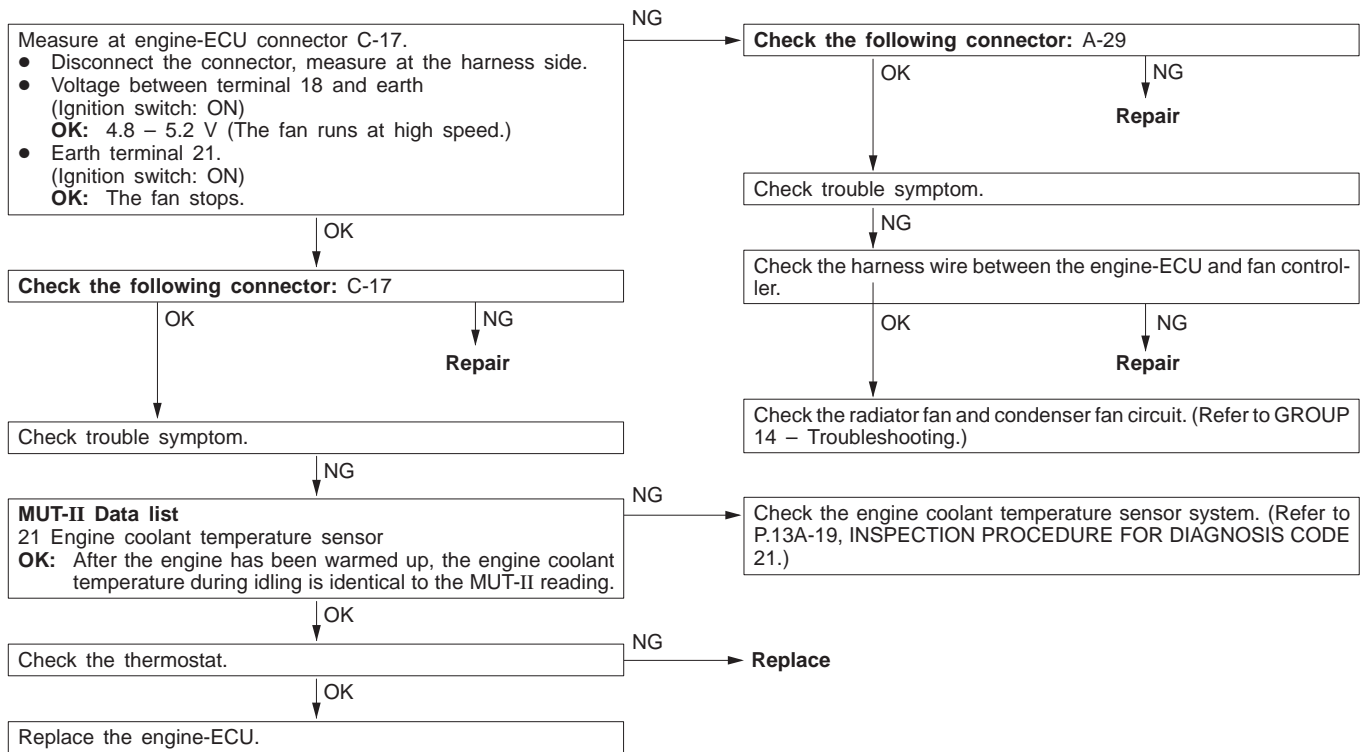 NG
Measure at engine-ECU connector C-17.
● Disconnect the connector, measure at the harness side.
● Voltage between terminal 18 and earth
(Ignition switch: ON)
OK: 4.8 – 5.2 V (The fan runs at high speed.)
● Earth terminal 21.
(Ignition switch: ON)
OK: The fan stops.
OK
Check the following connector: C-17
OK
NG
Repair
Check trouble symptom.
NG
MUT-II Data list
21 Engine coolant temperature sensor
OK: After the engine has been warmed up, the engine coolant
temperature during idling is identical to the MUT-II reading.
OK
Check the thermostat.
OK
Replace the engine-ECU.
Check the following connector: A-29
OK
NG
Repair
Check trouble symptom.
NG
Check the harness wire between the engine-ECU and fan control-
ler.
OK
NG
Repair
Check the radiator fan and condenser fan circuit. (Refer to GROUP
14 – Troubleshooting.)
NG
Check the engine coolant temperature sensor system. (Refer to
P.13A-19, INSPECTION PROCEDURE FOR DIAGNOSIS CODE
21.)
NG
Replace